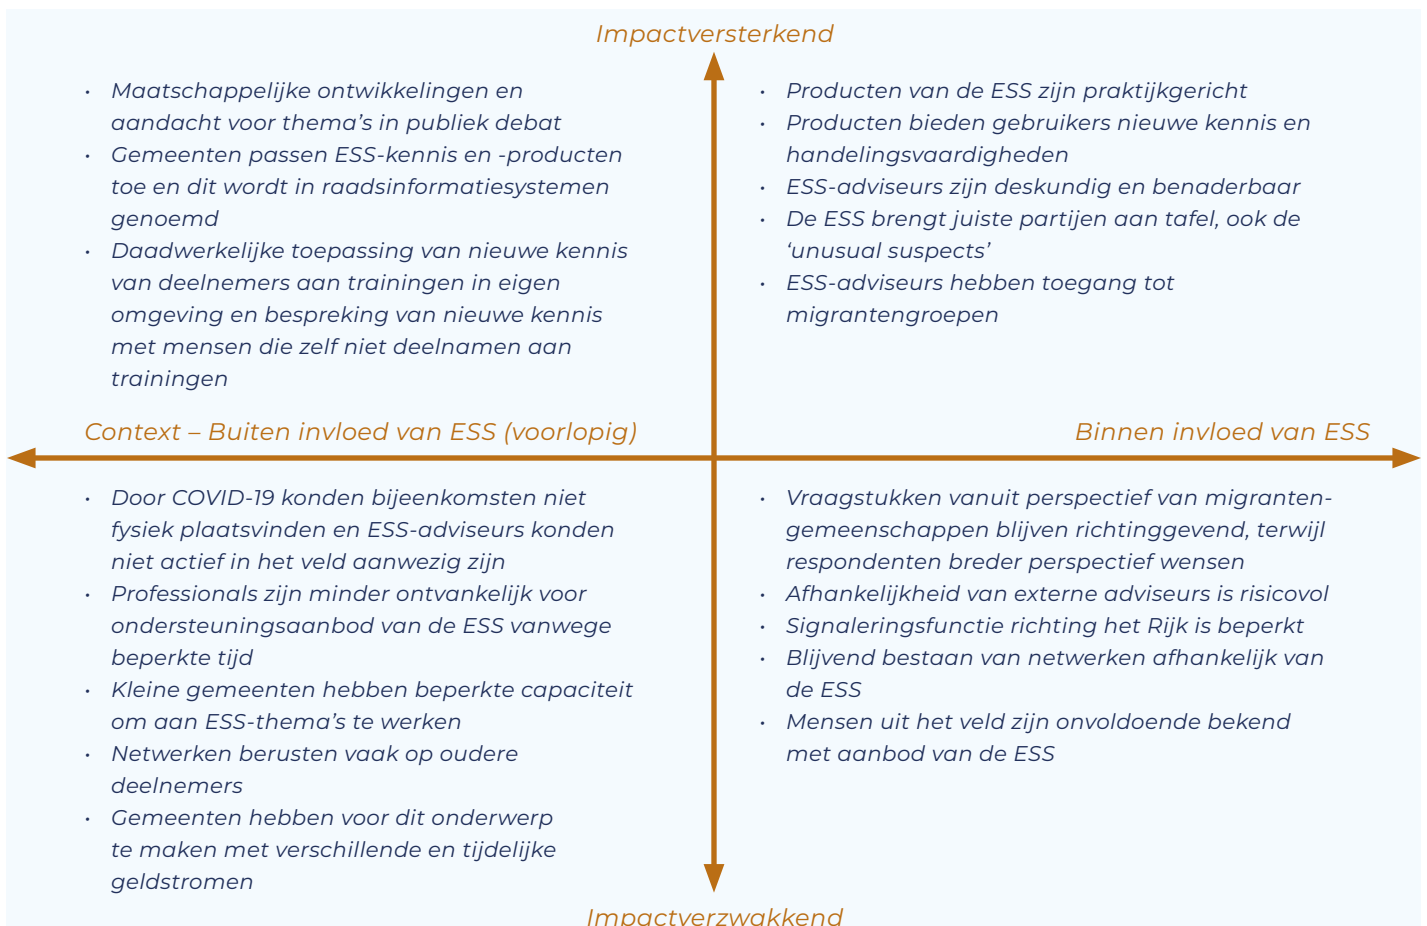 Impactversterkend
• Maatschappelijke ontwikkelingen en
aandacht voor thema's in publiek debat
• Gemeenten passen ESS-kennis en -producten
toe en dit wordt in raadsinformatiesystemen
genoemd
• Daadwerkelijke toepassing van nieuwe kennis
van deelnemers aan trainingen in eigen
omgeving en bespreking van nieuwe kennis
met mensen die zelf niet deelnamen aan
trainingen
• Producten van de ESS zijn praktijkgericht
• Producten bieden gebruikers nieuwe kennis en
handelingsvaardigheden
• ESS-adviseurs zijn deskundig en benaderbaar
• De ESS brengt juiste partijen aan tafel, ook de
‘unusual suspects’
• ESS-adviseurs hebben toegang tot
migrantengroepen
Context – Buiten invloed van ESS (voorlopig)
Binnen invloed van ESS
• Door COVID-19 konden bijeenkomsten niet
fysiek plaatsvinden en ESS-adviseurs konden
niet actief in het veld aanwezig zijn
• Professionals zijn minder ontvankelijk voor
ondersteuningsaanbod van de ESS vanwege
beperkte tijd
• Kleine gemeenten hebben beperkte capaciteit
om aan ESS-thema's te werken
• Netwerken berusten vaak op oudere
deelnemers
• Gemeenten hebben voor dit onderwerp
te maken met verschillende en tijdelijke
geldstromen
• Vraagstukken vanuit perspectief van migranten-
gemeenschappen blijven richtinggevend, terwijl
respondenten breder perspectief wensen
• Afhankelijkheid van externe adviseurs is risicovol
• Signaleringsfunctie richting het Rijk is beperkt
• Blijvend bestaan van netwerken afhankelijk van
de ESS
• Mensen uit het veld zijn onvoldoende bekend
met aanbod van de ESS
Impactverzwakkend